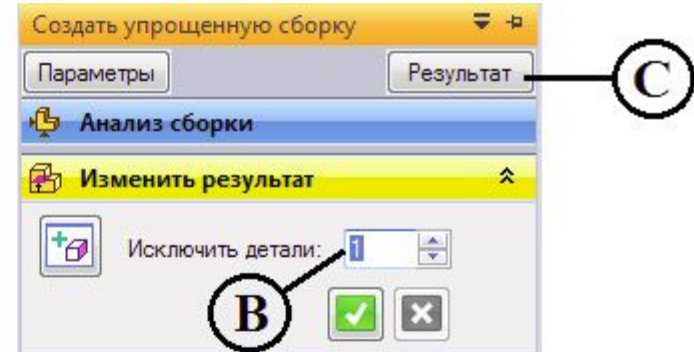 Создать упрощенную сборку
Параметры Результат
C
Анализ сборки
Изменить результат
Исключить детали: 1
B